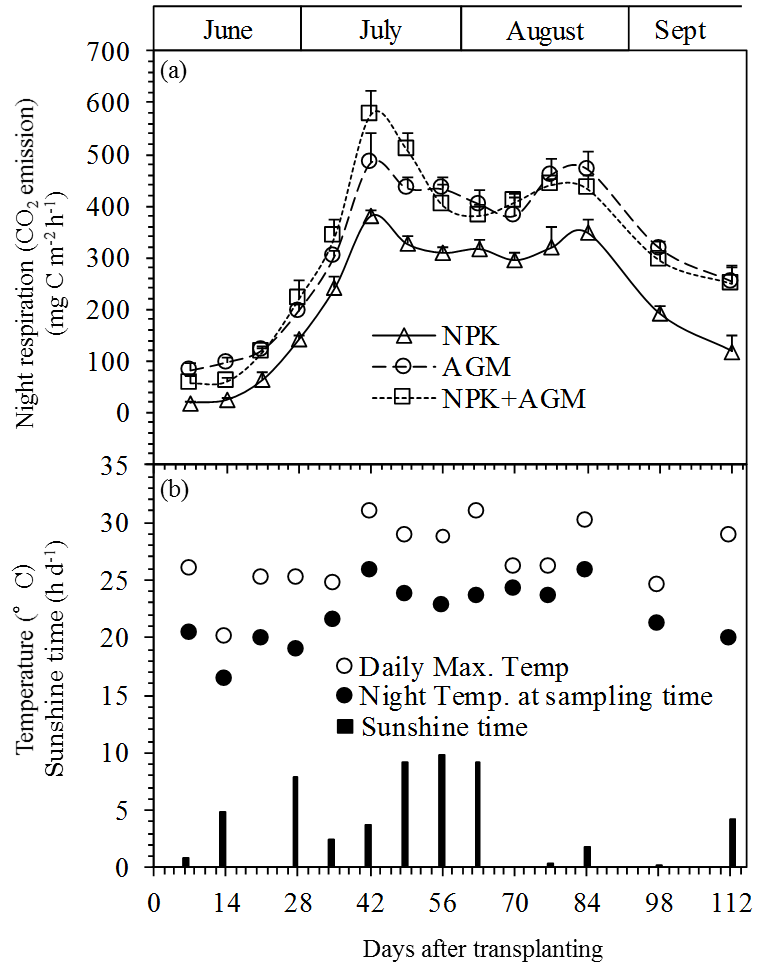 June July August Sept
(a)
700
600
500
400
300
200
100
0
Night respiration (CO2 emission)
(mg C m-2 h-1)
NPK
AGM
NPK+AGM
(b)
35
30
25
20
15
10
5
0
Temperature (° C)
Sunshine time (h d-1)
Daily Max. Temp
Night Temp. at sampling time
Sunshine time
0 14 28 42 56 70 84 98 112
Days after transplanting